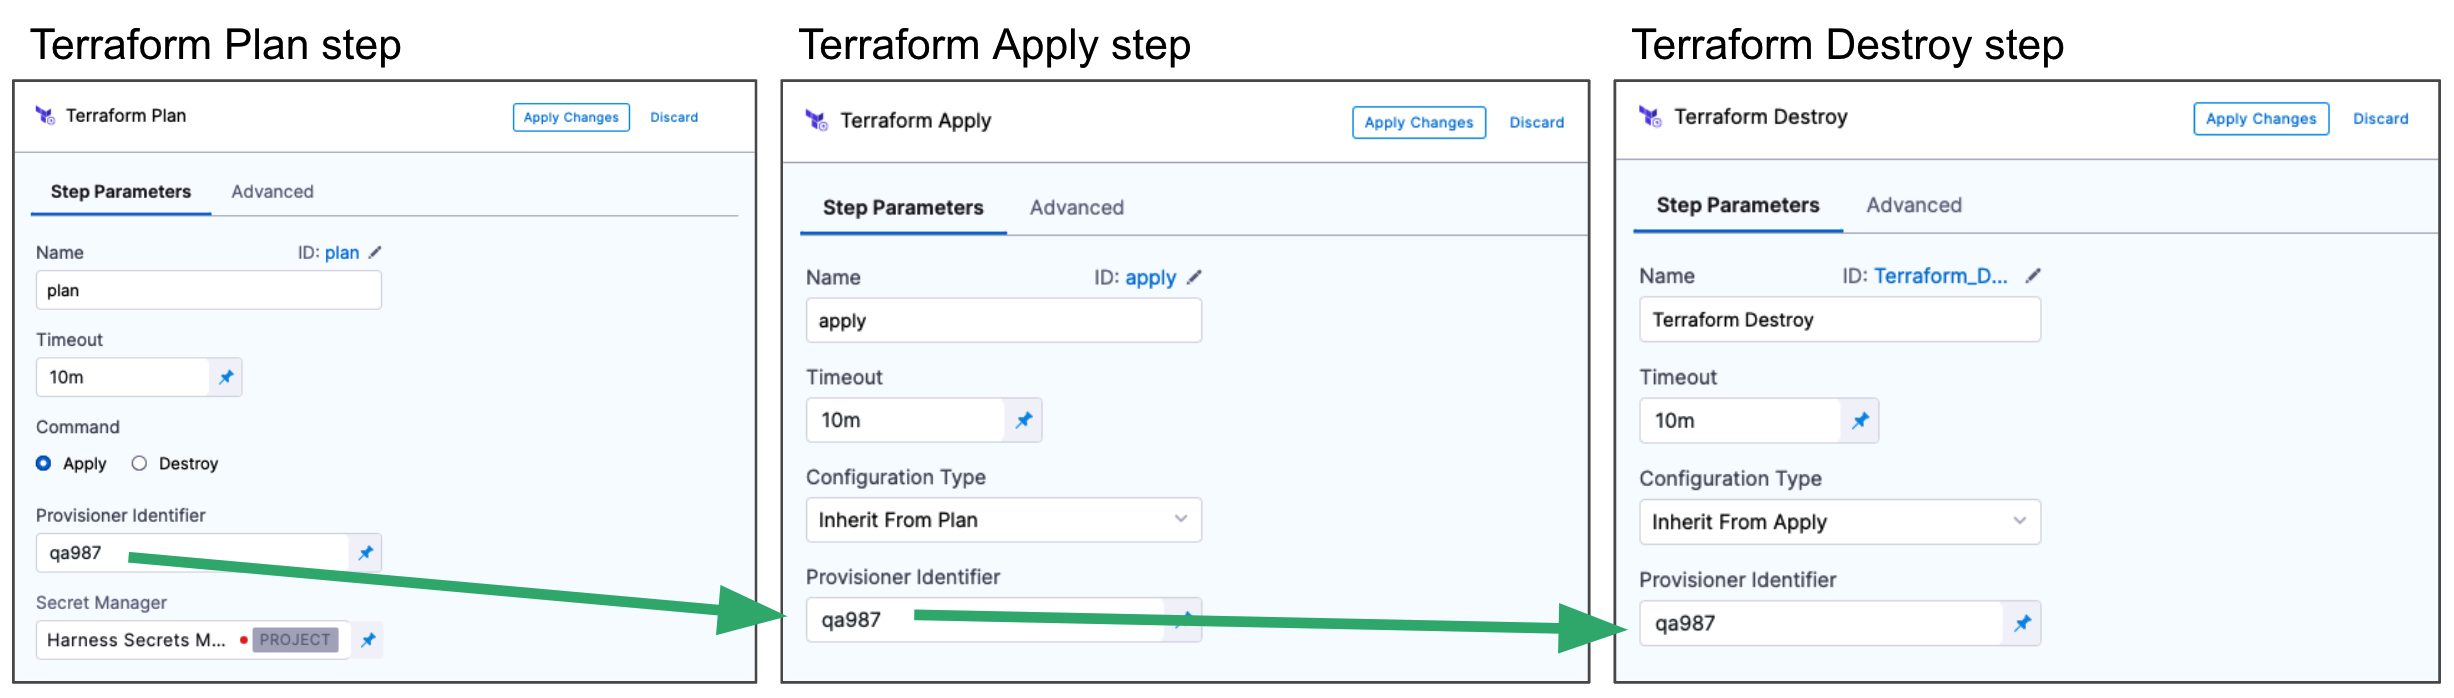 Terraform Plan step
Terraform Plan
Apply Changes
Discard
Step Parameters
Advanced
Name
ID: plan
plan
Timeout
10m
Command
Apply
Destroy
Provisioner Identifier
qa987
Secret Manager
Harness Secrets M...
PROJECT
Terraform Apply step
Terraform Apply
Apply Changes
Discard
Step Parameters
Advanced
Name
ID: apply
apply
Timeout
10m
Configuration Type
Inherit From Plan
Provisioner Identifier
qa987
Terraform Destroy step
Terraform Destroy
Apply Changes
Discard
Step Parameters
Advanced
Name
ID: Terraform_D...
Terraform Destroy
Timeout
10m
Configuration Type
Inherit From Apply
Provisioner Identifier
qa987